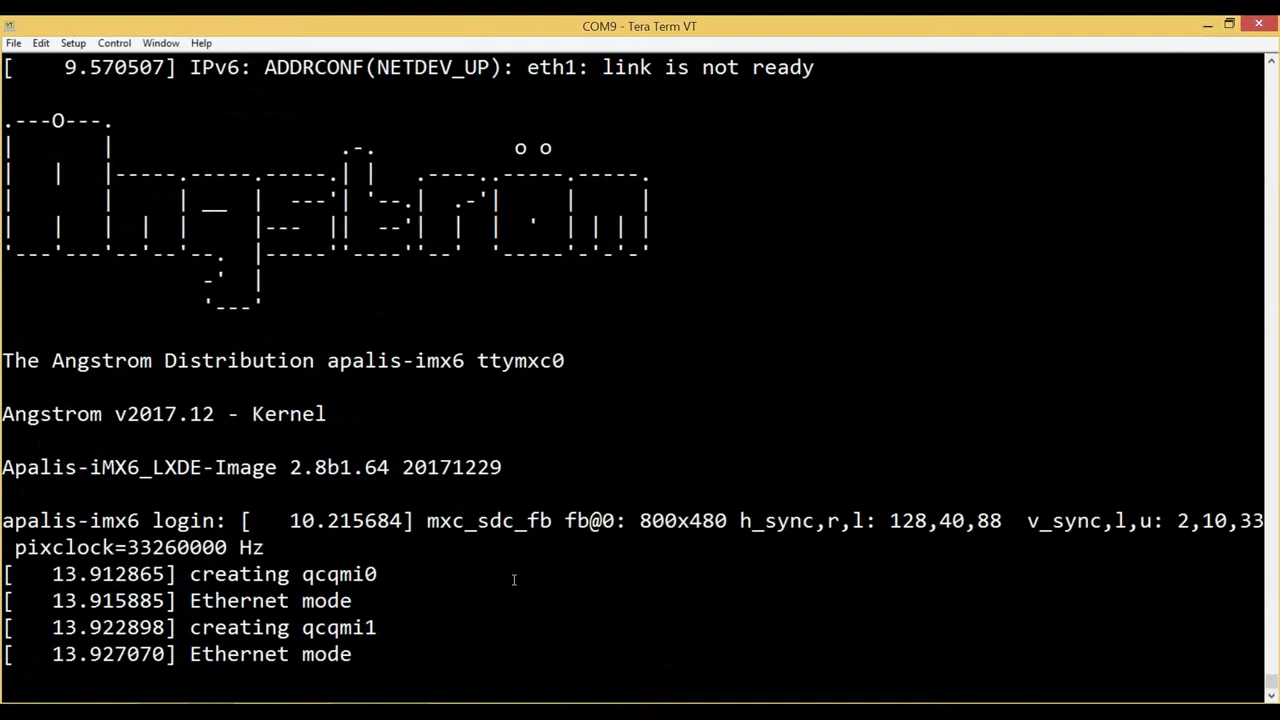 COM9 - Tera Term VT
File Edit Setup Control Window Help
[    9.570507] IPv6: ADDRCONF(NETDEV_UP): eth1: link is not ready
Angström
The Angstrom Distribution apalis-imx6 ttymxc0
Angstrom v2017.12 - Kernel
Apalis-iMX6_LXDE-Image 2.8b1.64 20171229
apalis-imx6 login: [   10.215684] mxc_sdc_fb fb@0: 800x480 h_sync,r,l: 128,40,88  v_sync,l,u: 2,10,33
 pixclock=33260000 Hz
[   13.912865] creating qcqmi0
[   13.915885] Ethernet mode
[   13.922898] creating qcqmi1
[   13.927070] Ethernet mode